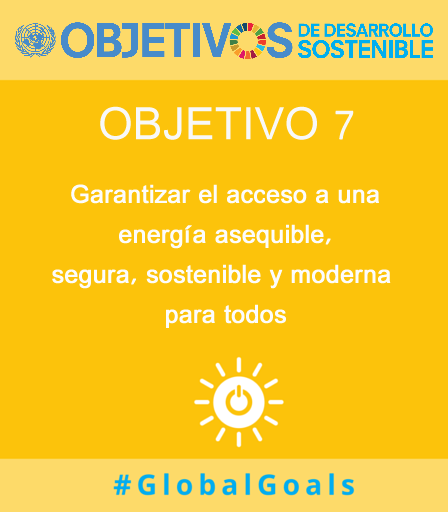 OBJETIVOS DE DESARROLLO
SOSTENIBLE
OBJETIVO 7
Garantizar el acceso a una
energía asequible,
segura, sostenible y moderna
para todos
#GlobalGoals